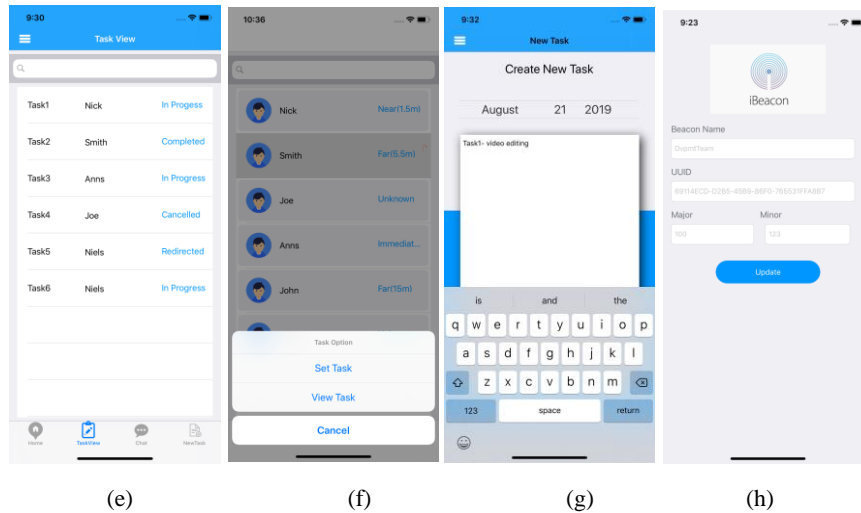 9:30
Task View
Task1 Nick In Progess
Task2 Smith Completed
Task3 Anns In Progress
Task4 Joe Cancelled
Task5 Niels Redirected
Task6 Niels In Progress
Home TaskView Chat NewTask
(e)
10:36
Nick Near(1.5m)
Smith Far(5.5m)
Joe Unknown
Anns Immediat...
John Far(15m)
Task Option
Set Task
View Task
Cancel
(f)
9:32
New Task
Create New Task
August 21 2019
Task1- video editing
is and the
q w e r t y u i o p
a s d f g h j k l
z x c v b n m
123 space return
(g)
9:23
iBeacon
Beacon Name
DvpmtTeam
UUID
Major Minor
100 123
Update
(h)